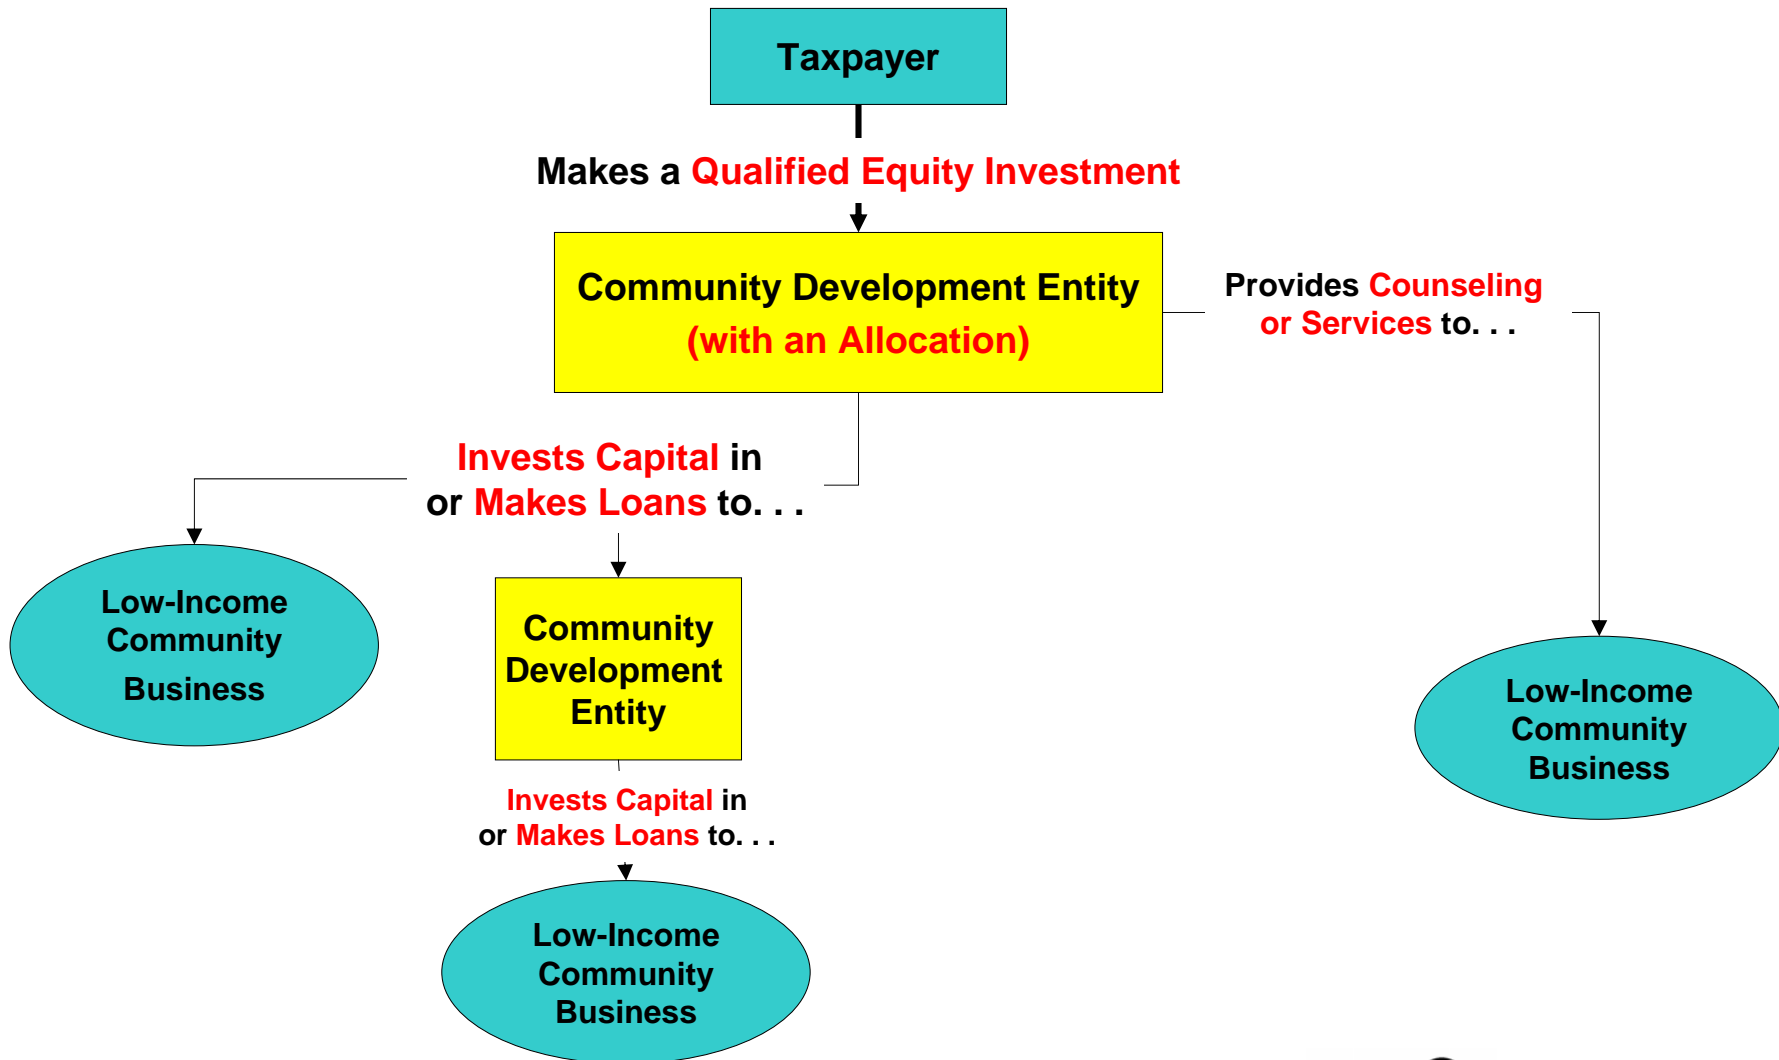 Taxpayer
Makes a Qualified Equity Investment
Community Development Entity
(with an Allocation)
Provides Counseling
or Services to. . .
Invests Capital in
or Makes Loans to. . .
Low-Income
Community
Business
Community
Development
Entity
Low-Income
Community
Business
Invests Capital in
or Makes Loans to. . .
Low-Income
Community
Business